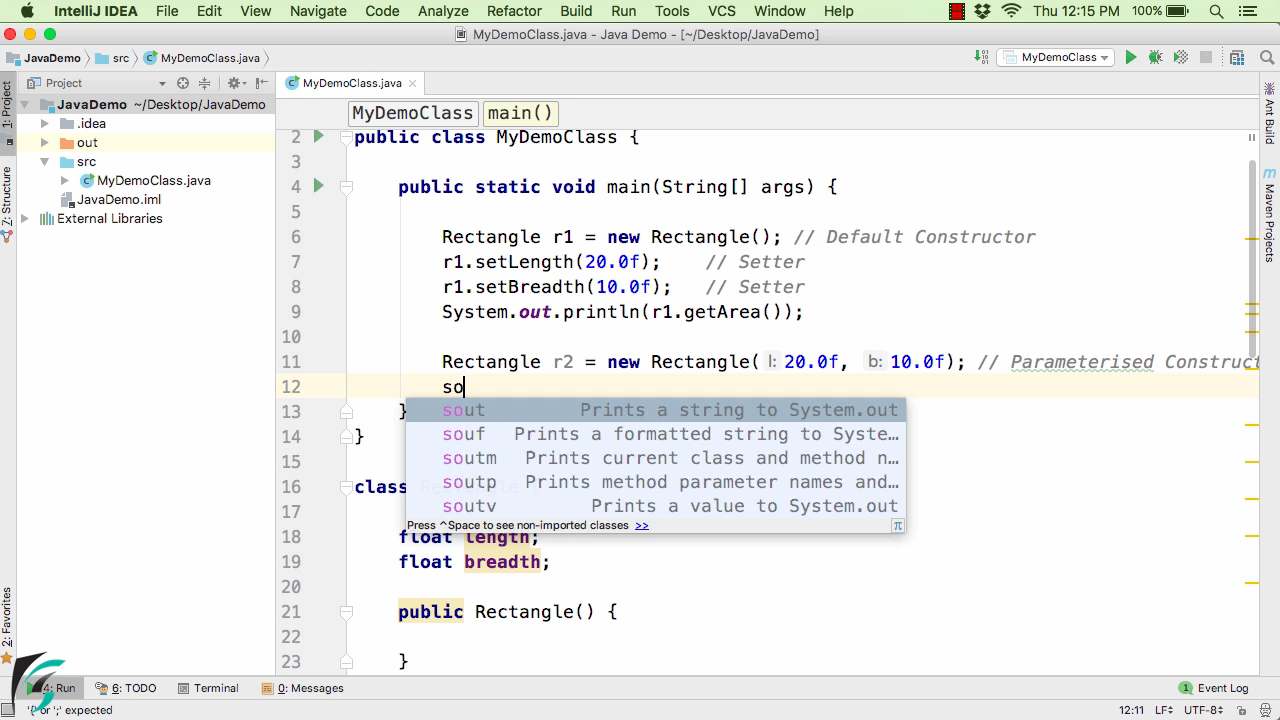 IntelliJ IDEA File Edit View Navigate Code Analyze Refactor Build Run Tools VCS Window Help Thu 12:15 PM 100%
MyDemoClass.java - Java Demo - [~/Desktop/JavaDemo]
JavaDemo src MyDemoClass.java MyDemoClass
Project MyDemoClass.java
1: Project
7: Structure
2: Favorites
JavaDemo ~/Desktop/JavaDemo
.idea
out
src
MyDemoClass.java
JavaDemo.iml
External Libraries
MyDemoClass main()
2 public class MyDemoClass {
3
4 public static void main(String[] args) {
5
6 Rectangle r1 = new Rectangle(); // Default Constructor
7 r1.setLength(20.0f); // Setter
8 r1.setBreadth(10.0f); // Setter
9 System.out.println(r1.getArea());
10
11 Rectangle r2 = new Rectangle( l: 20.0f, b: 10.0f); // Parameterised Construct
12 so
13 }
sout Prints a string to System.out
souf Prints a formatted string to Syste…
soutm Prints current class and method n…
soutp Prints method parameter names and…
soutv Prints a value to System.out
Press ^Space to see non-imported classes >>
π
14 }
15
16 class
17
18 float length;
19 float breadth;
20
21 public Rectangle() {
22
23 }
Ant Build
m Maven Projects
4: Run 6: TODO Terminal 0: Messages 1 Event Log
'(' or ';' expected 12:11 LF÷ UTF-8÷